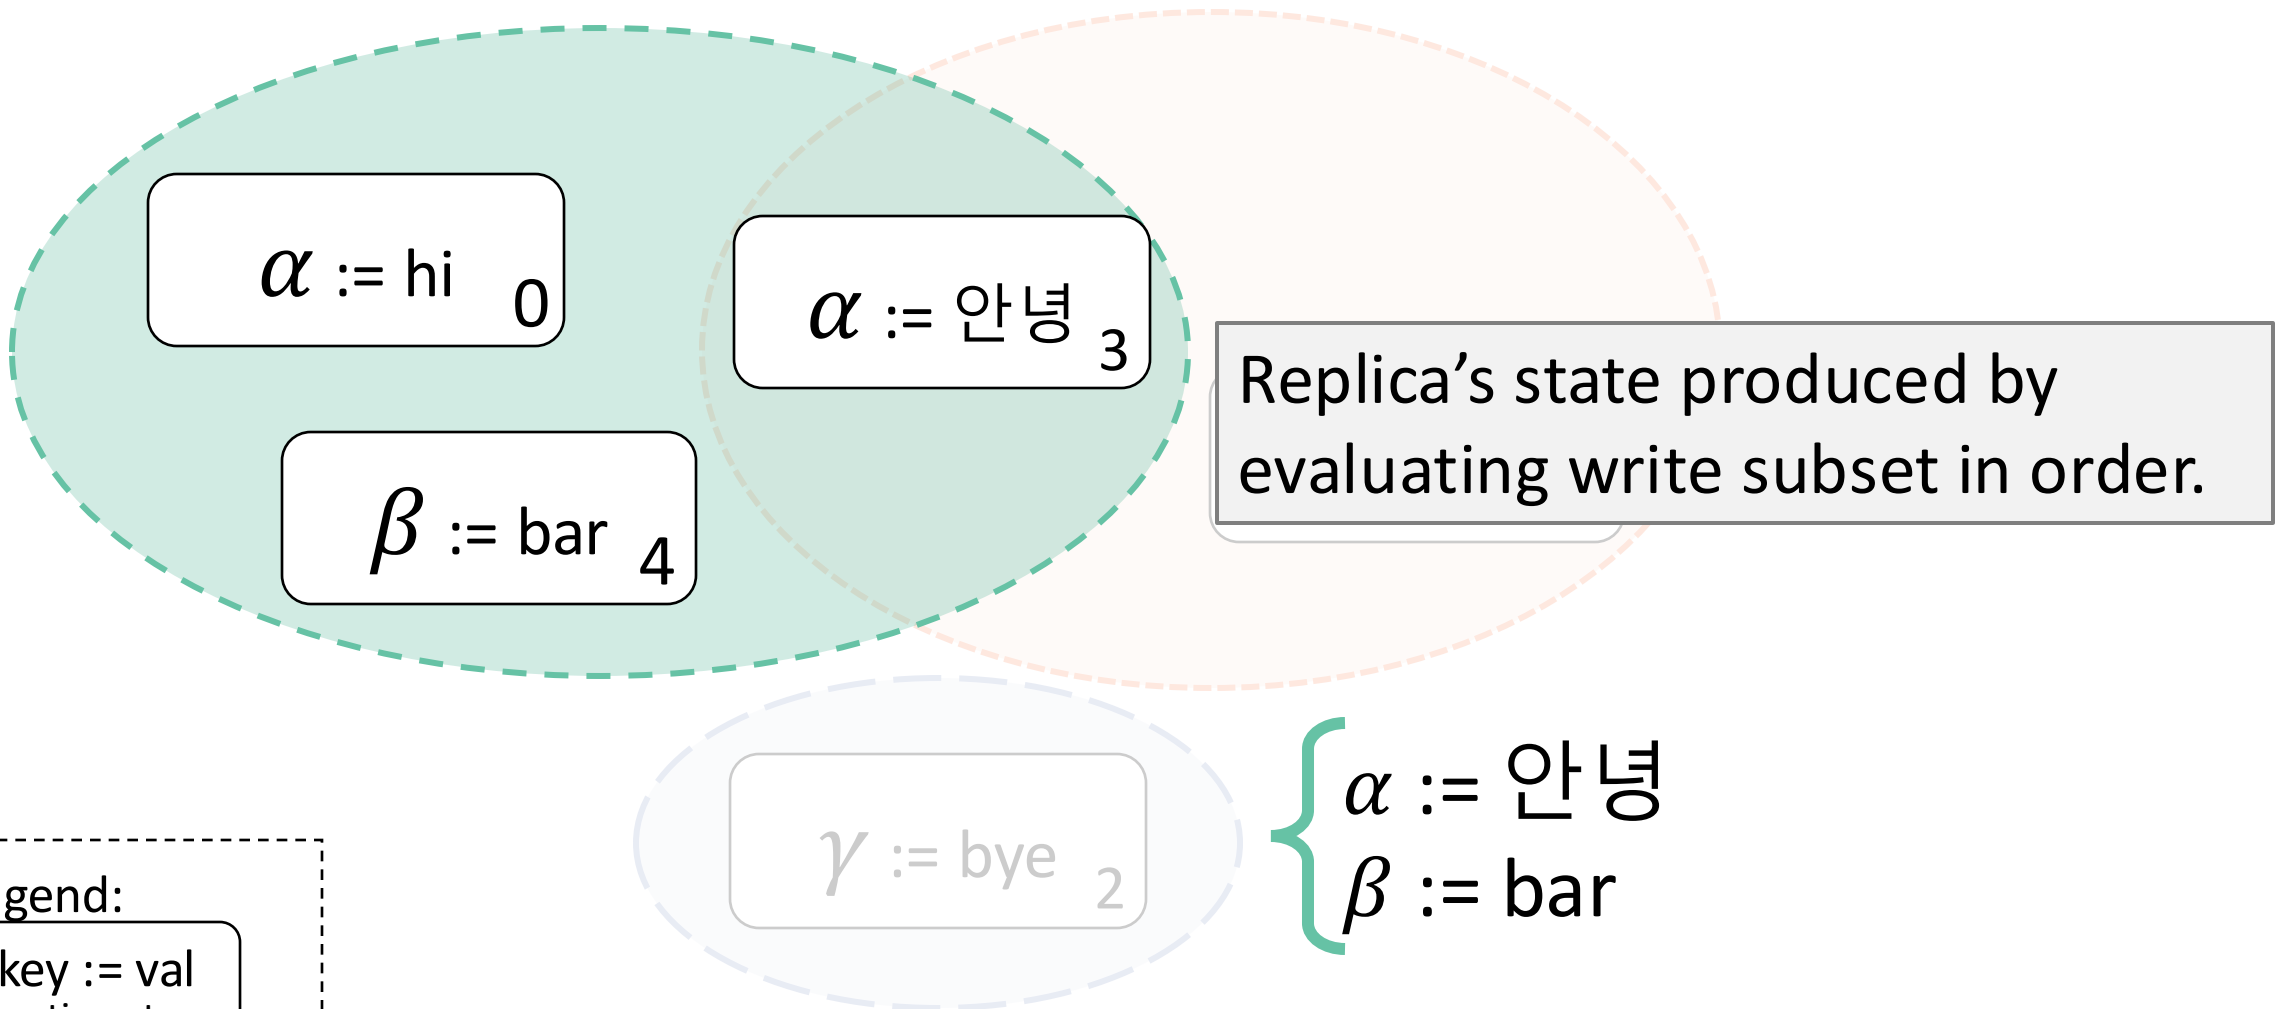 α := hi 0
α := 안녕 3
Replica’s state produced by
evaluating write subset in order.
β := bar 4
γ := bye 2
α := 안녕
β := bar
gend:
key := val